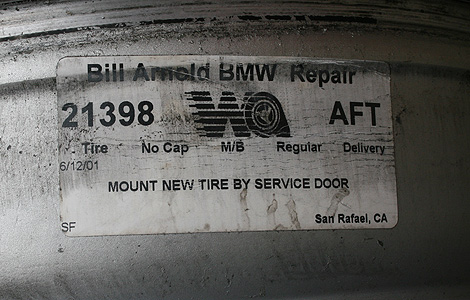 Bill Arnold BMW Repair
21398 W AFT
Tire No Cap M/B Regular Delivery
6/12/01
MOUNT NEW TIRE BY SERVICE DOOR
SF San Rafael, CA